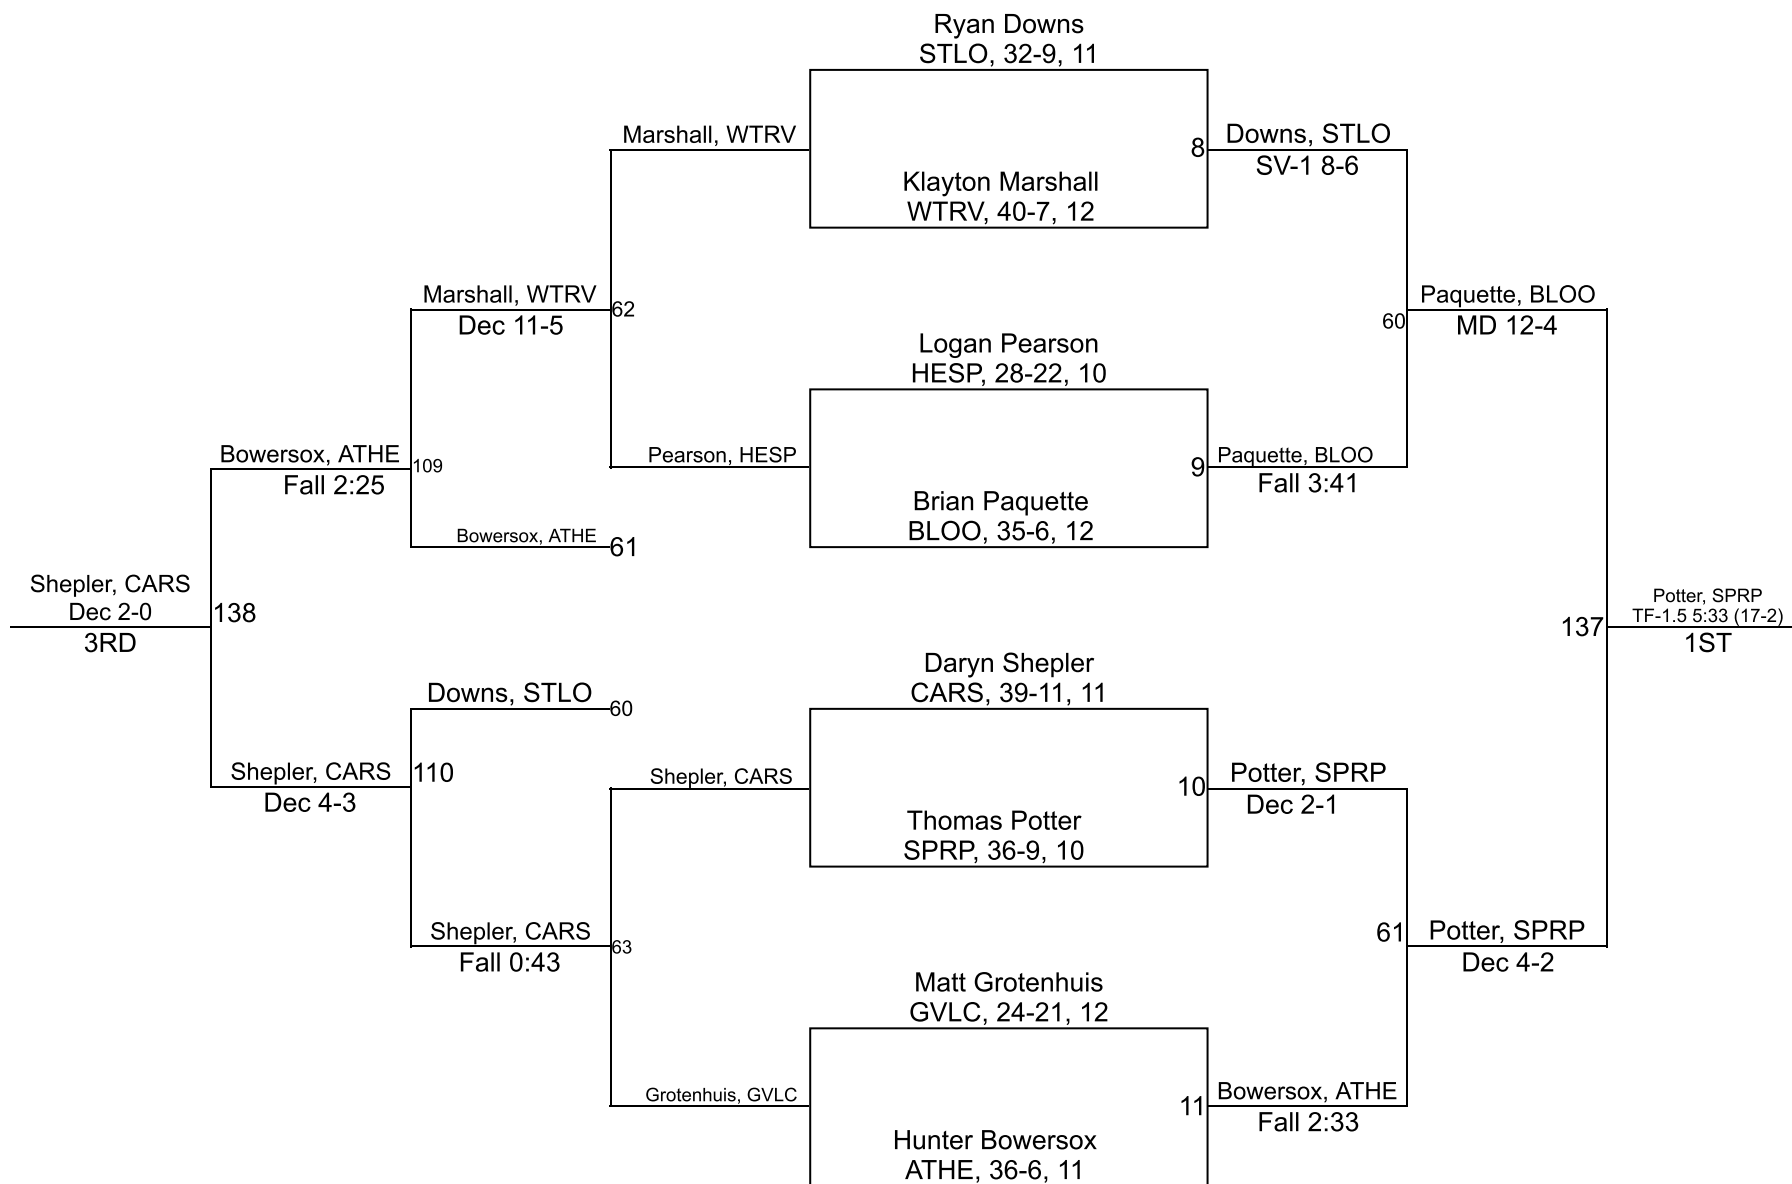 Ryan Downs
STLO, 32-9, 11
Marshall, WTRV
8
Downs, STLO
SV-1 8-6
Klayton Marshall
WTRV, 40-7, 12
Marshall, WTRV
Dec 11-5
62
60
Paquette, BLOO
MD 12-4
Logan Pearson
HESP, 28-22, 10
Bowersox, ATHE
Fall 2:25
109
Pearson, HESP
9
Paquette, BLOO
Fall 3:41
Brian Paquette
BLOO, 35-6, 12
Bowersox, ATHE
61
Shepler, CARS
Dec 2-0
3RD
138
137
Potter, SPRP
TF-1.5 5:33 (17-2)
1ST
Daryn Shepler
CARS, 39-11, 11
Downs, STLO
60
Shepler, CARS
Dec 4-3
110
Shepler, CARS
10
Potter, SPRP
Dec 2-1
Thomas Potter
SPRP, 36-9, 10
Shepler, CARS
Fall 0:43
63
61
Potter, SPRP
Dec 4-2
Matt Grotenhuis
GVLC, 24-21, 12
Grotenhuis, GVLC
11
Bowersox, ATHE
Fall 2:33
Hunter Bowersox
ATHE, 36-6, 11